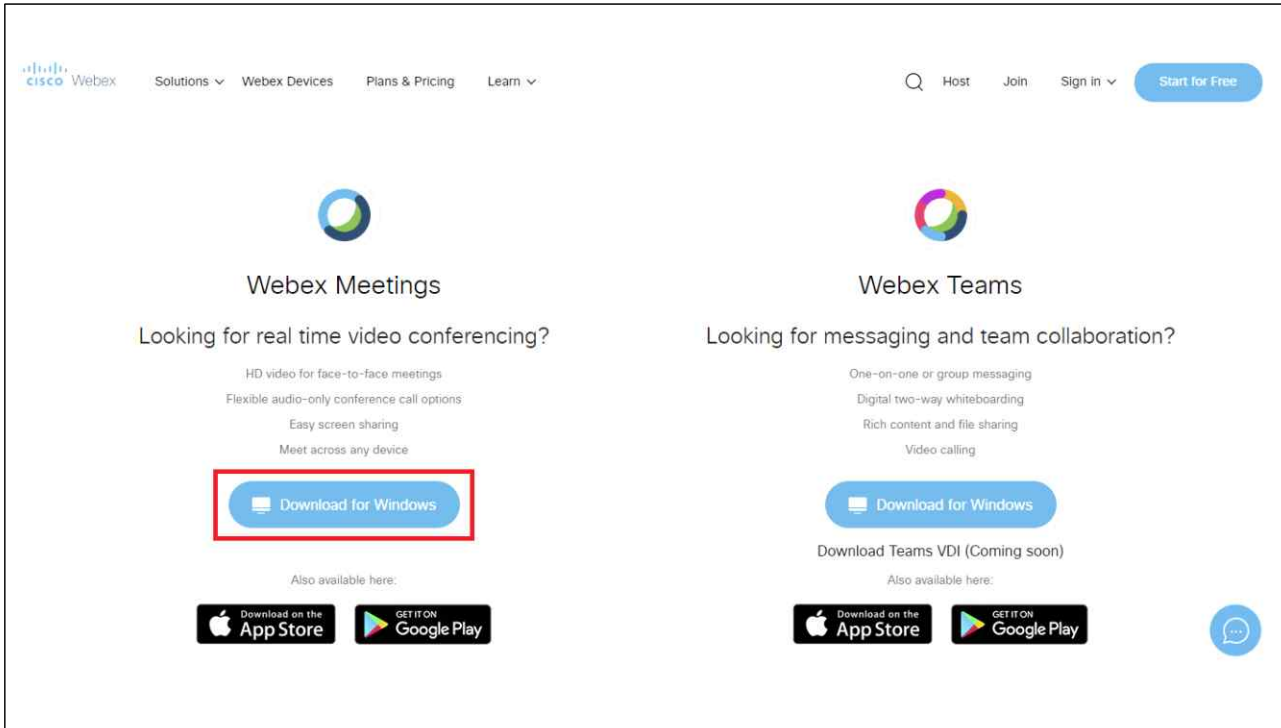 CISCO Webex
Solutions
Webex Devices
Plans & Pricing
Learn
Host
Join
Sign in
Start for Free
Webex Meetings
Looking for real time video conferencing?
HD video for face-to-face meetings
Flexible audio-only conference call options
Easy screen sharing
Meet across any device
Download for Windows
Also available here:
Download on the
App Store
GET IT ON
Google Play
Webex Teams
Looking for messaging and team collaboration?
One-on-one or group messaging
Digital two-way whiteboarding
Rich content and file sharing
Video calling
Download for Windows
Download Teams VDI (Coming soon)
Also available here:
Download on the
App Store
GET IT ON
Google Play